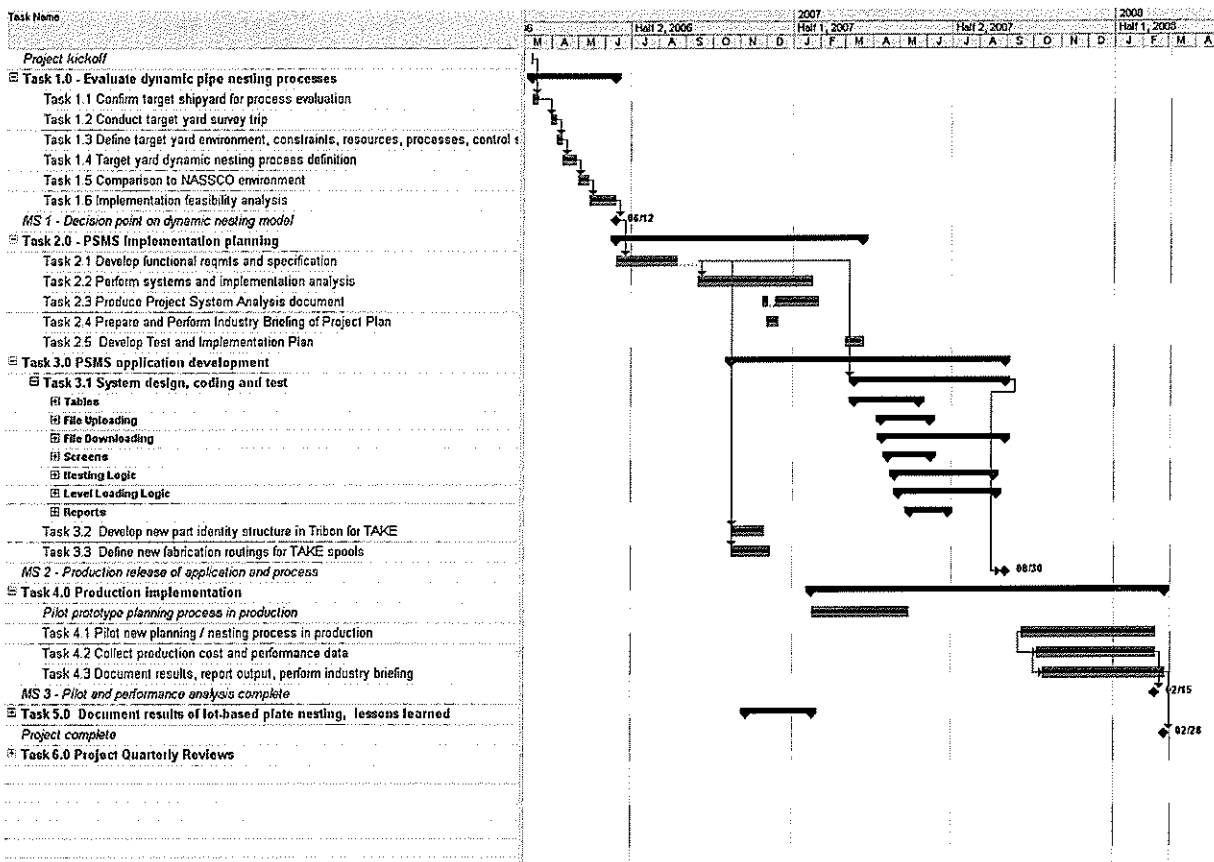 Task Name
2007
2008
6
Half 2, 2006
Half 1, 2007
Half 2, 2007
Half 1, 2008
M A M J J A S O N D J F M A M J J A S O N D J F M A
Project kickoff
Task 1.0 - Evaluate dynamic pipe nesting processes
Task 1.1 Confirm target shipyard for process evaluation
Task 1.2 Conduct target yard survey trip
Task 1.3 Define target yard environment, constraints, resources, processes, control s
Task 1.4 Target yard dynamic nesting process definition
Task 1.5 Comparison to NASSCO environment
Task 1.6 Implementation feasibility analysis
MS 1 - Decision point on dynamic nesting model
06/12
Task 2.0 - PSMS Implementation planning
Task 2.1 Develop functional reqmts and specification
Task 2.2 Perform systems and implementation analysis
Task 2.3 Produce Project System Analysis document
Task 2.4 Prepare and Perform Industry Briefing of Project Plan
Task 2.5 Develop Test and Implementation Plan
Task 3.0 PSMS application development
Task 3.1 System design, coding and test
Tables
File Uploading
File Downloading
Screens
Nesting Logic
Level Loading Logic
Reports
Task 3.2 Develop new part identity structure in Tribon for TAKE
Task 3.3 Define new fabrication routings for TAKE spools
MS 2 - Production release of application and process
08/30
Task 4.0 Production implementation
Pilot prototype planning process in production
Task 4.1 Pilot new planning / nesting process in production
Task 4.2 Collect production cost and performance data
Task 4.3 Document results, report output, perform industry briefing
MS 3 - Pilot and performance analysis complete
02/15
Task 5.0 Document results of lot-based plate nesting, lessons learned
Project complete
02/28
Task 6.0 Project Quarterly Reviews